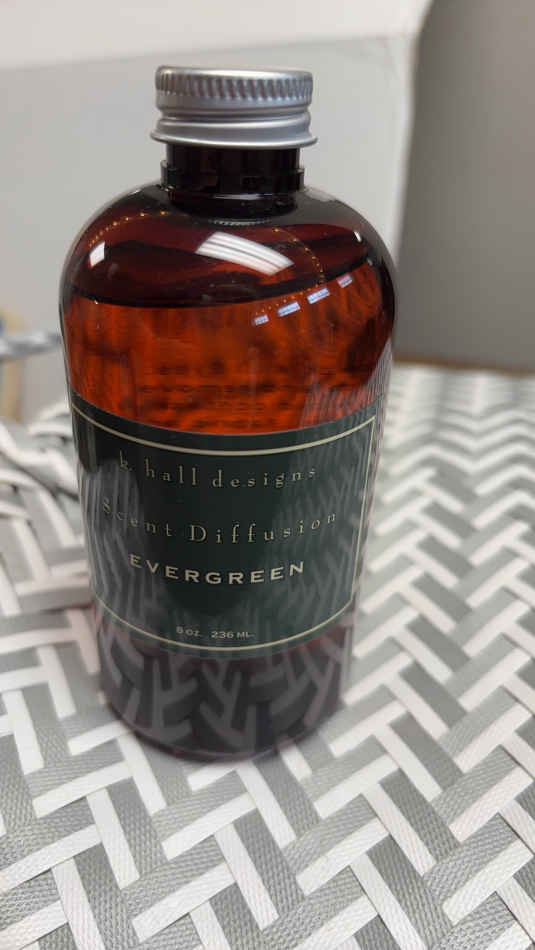 k. hall designs
Scent Diffusion
EVERGREEN
8 OZ. 236 ML.